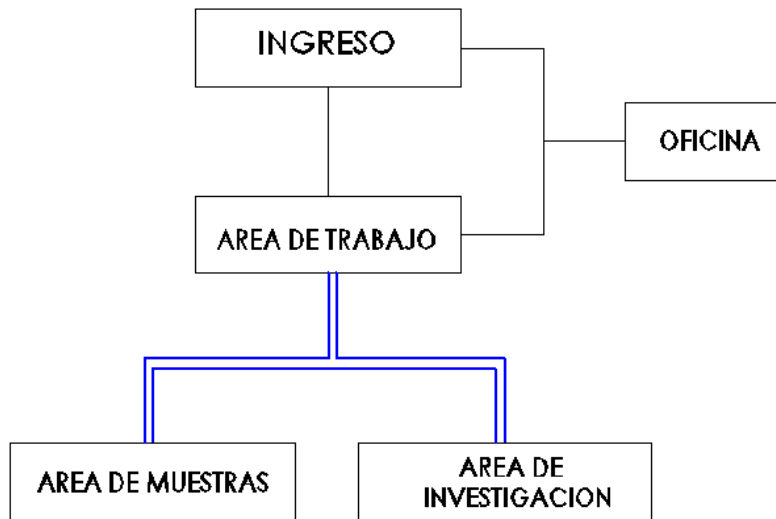 INGRESO
OFICINA
AREA DE TRABAJO
AREA DE MUESTRAS
AREA DE
INVESTIGACION